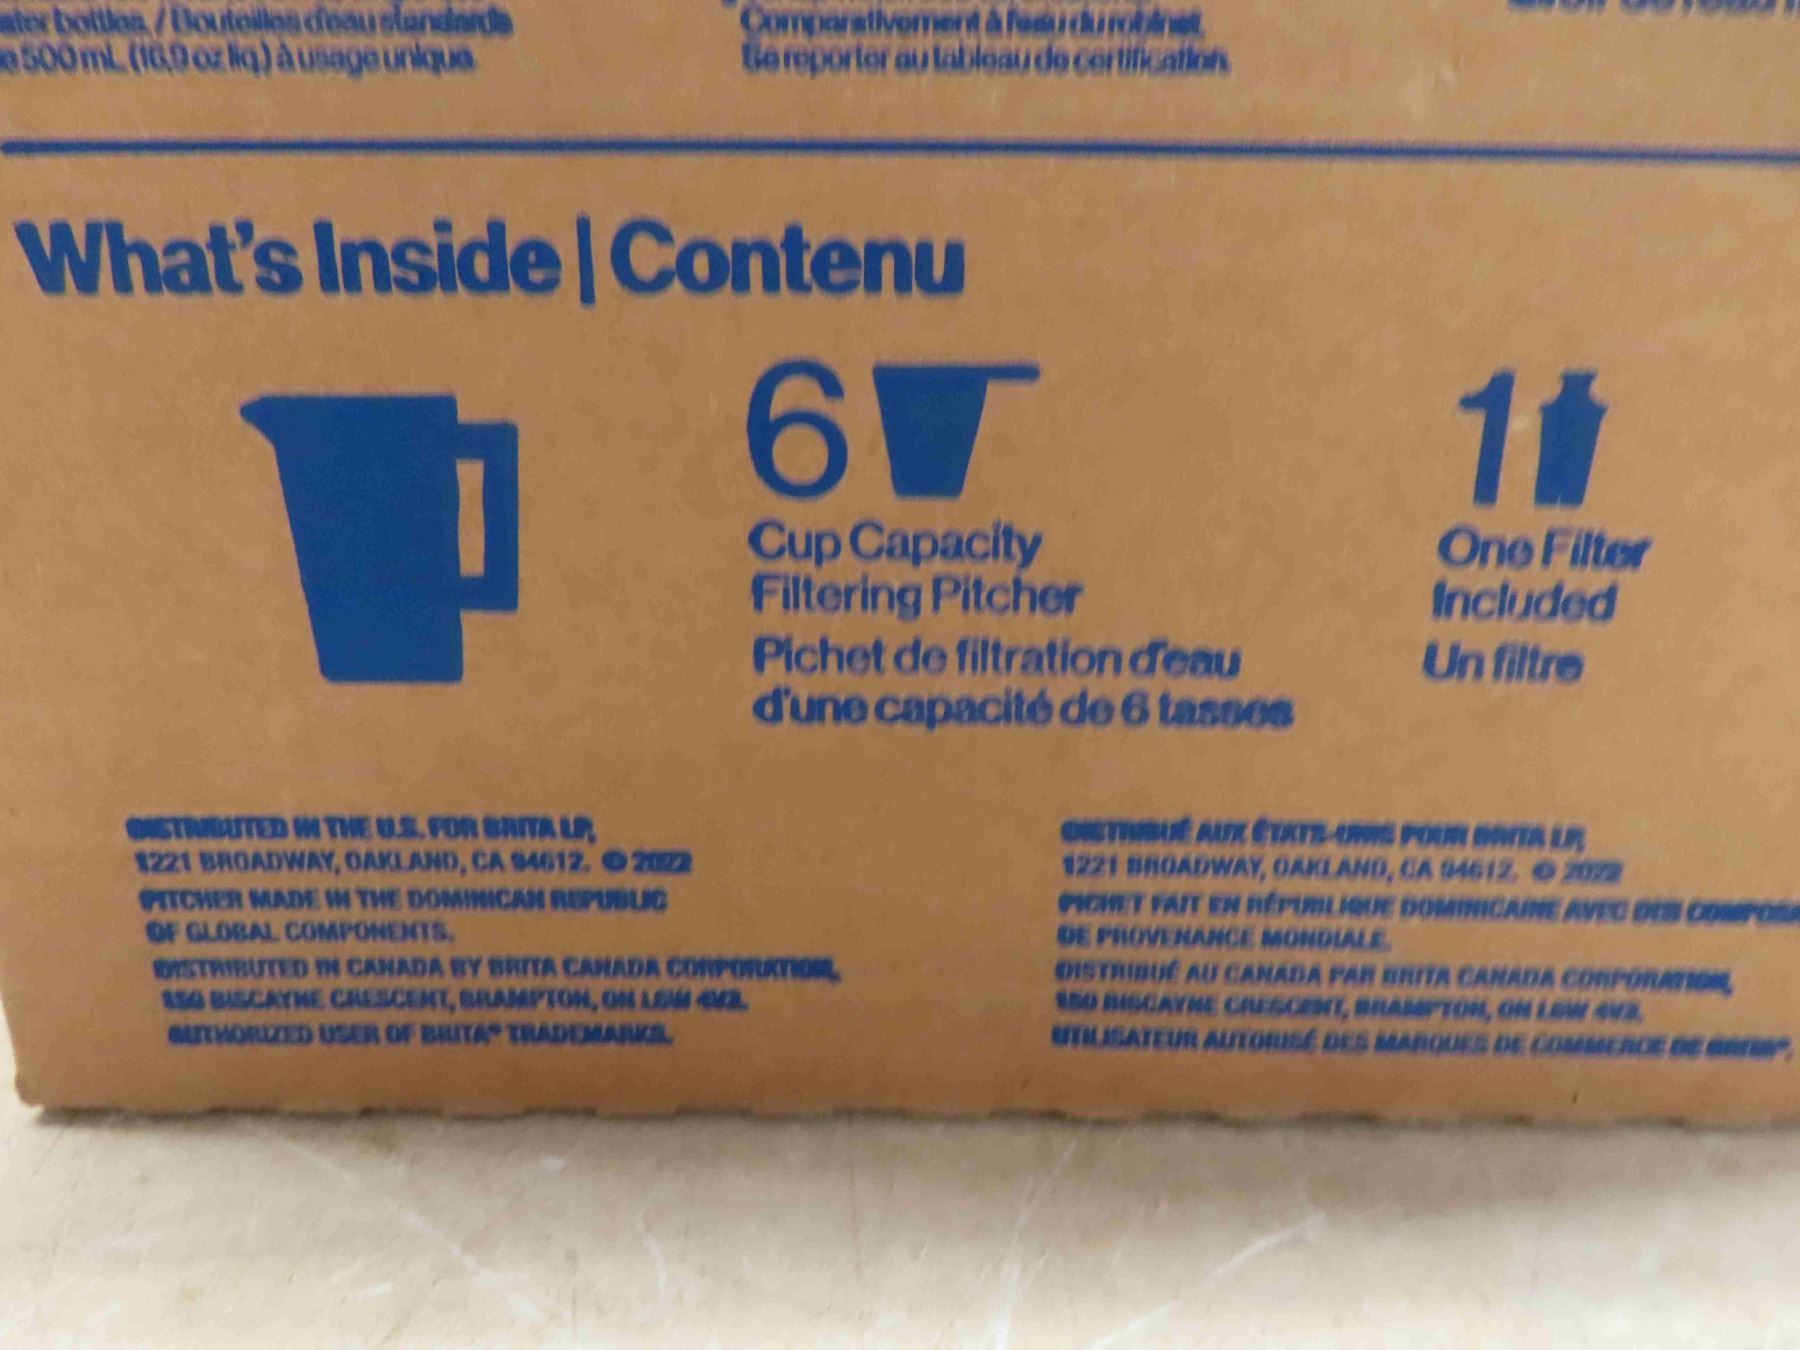 ater bottles. / Bouteilles d'eau standards
e 500 mL (16,9 oz liq.) à usage unique.
Comparativement à l'eau du robinet.
Se reporter au tableau de certification.
What's Inside | Contenu
6
Cup Capacity
Filtering Pitcher
Pichet de filtration d'eau
d'une capacité de 6 tasses
1
One Filter
Included
Un filtre
DISTRIBUTED IN THE U.S. FOR BRITA LP,
1221 BROADWAY, OAKLAND, CA 94612. © 2022
PITCHER MADE IN THE DOMINICAN REPUBLIC
OF GLOBAL COMPONENTS.
DISTRIBUTED IN CANADA BY BRITA CANADA CORPORATION,
150 BISCAYNE CRESCENT, BRAMPTON, ON L6W 4V3.
AUTHORIZED USER OF BRITA® TRADEMARKS.
DISTRIBUÉ AUX ÉTATS-UNIS POUR BRITA LP,
1221 BROADWAY, OAKLAND, CA 94612. © 2022
PICHET FAIT EN RÉPUBLIQUE DOMINICAINE AVEC DES COMPOSA
DE PROVENANCE MONDIALE.
DISTRIBUÉ AU CANADA PAR BRITA CANADA CORPORATION,
150 BISCAYNE CRESCENT, BRAMPTON, ON L6W 4V3.
UTILISATEUR AUTORISÉ DES MARQUES DE COMMERCE DE BRITA®.